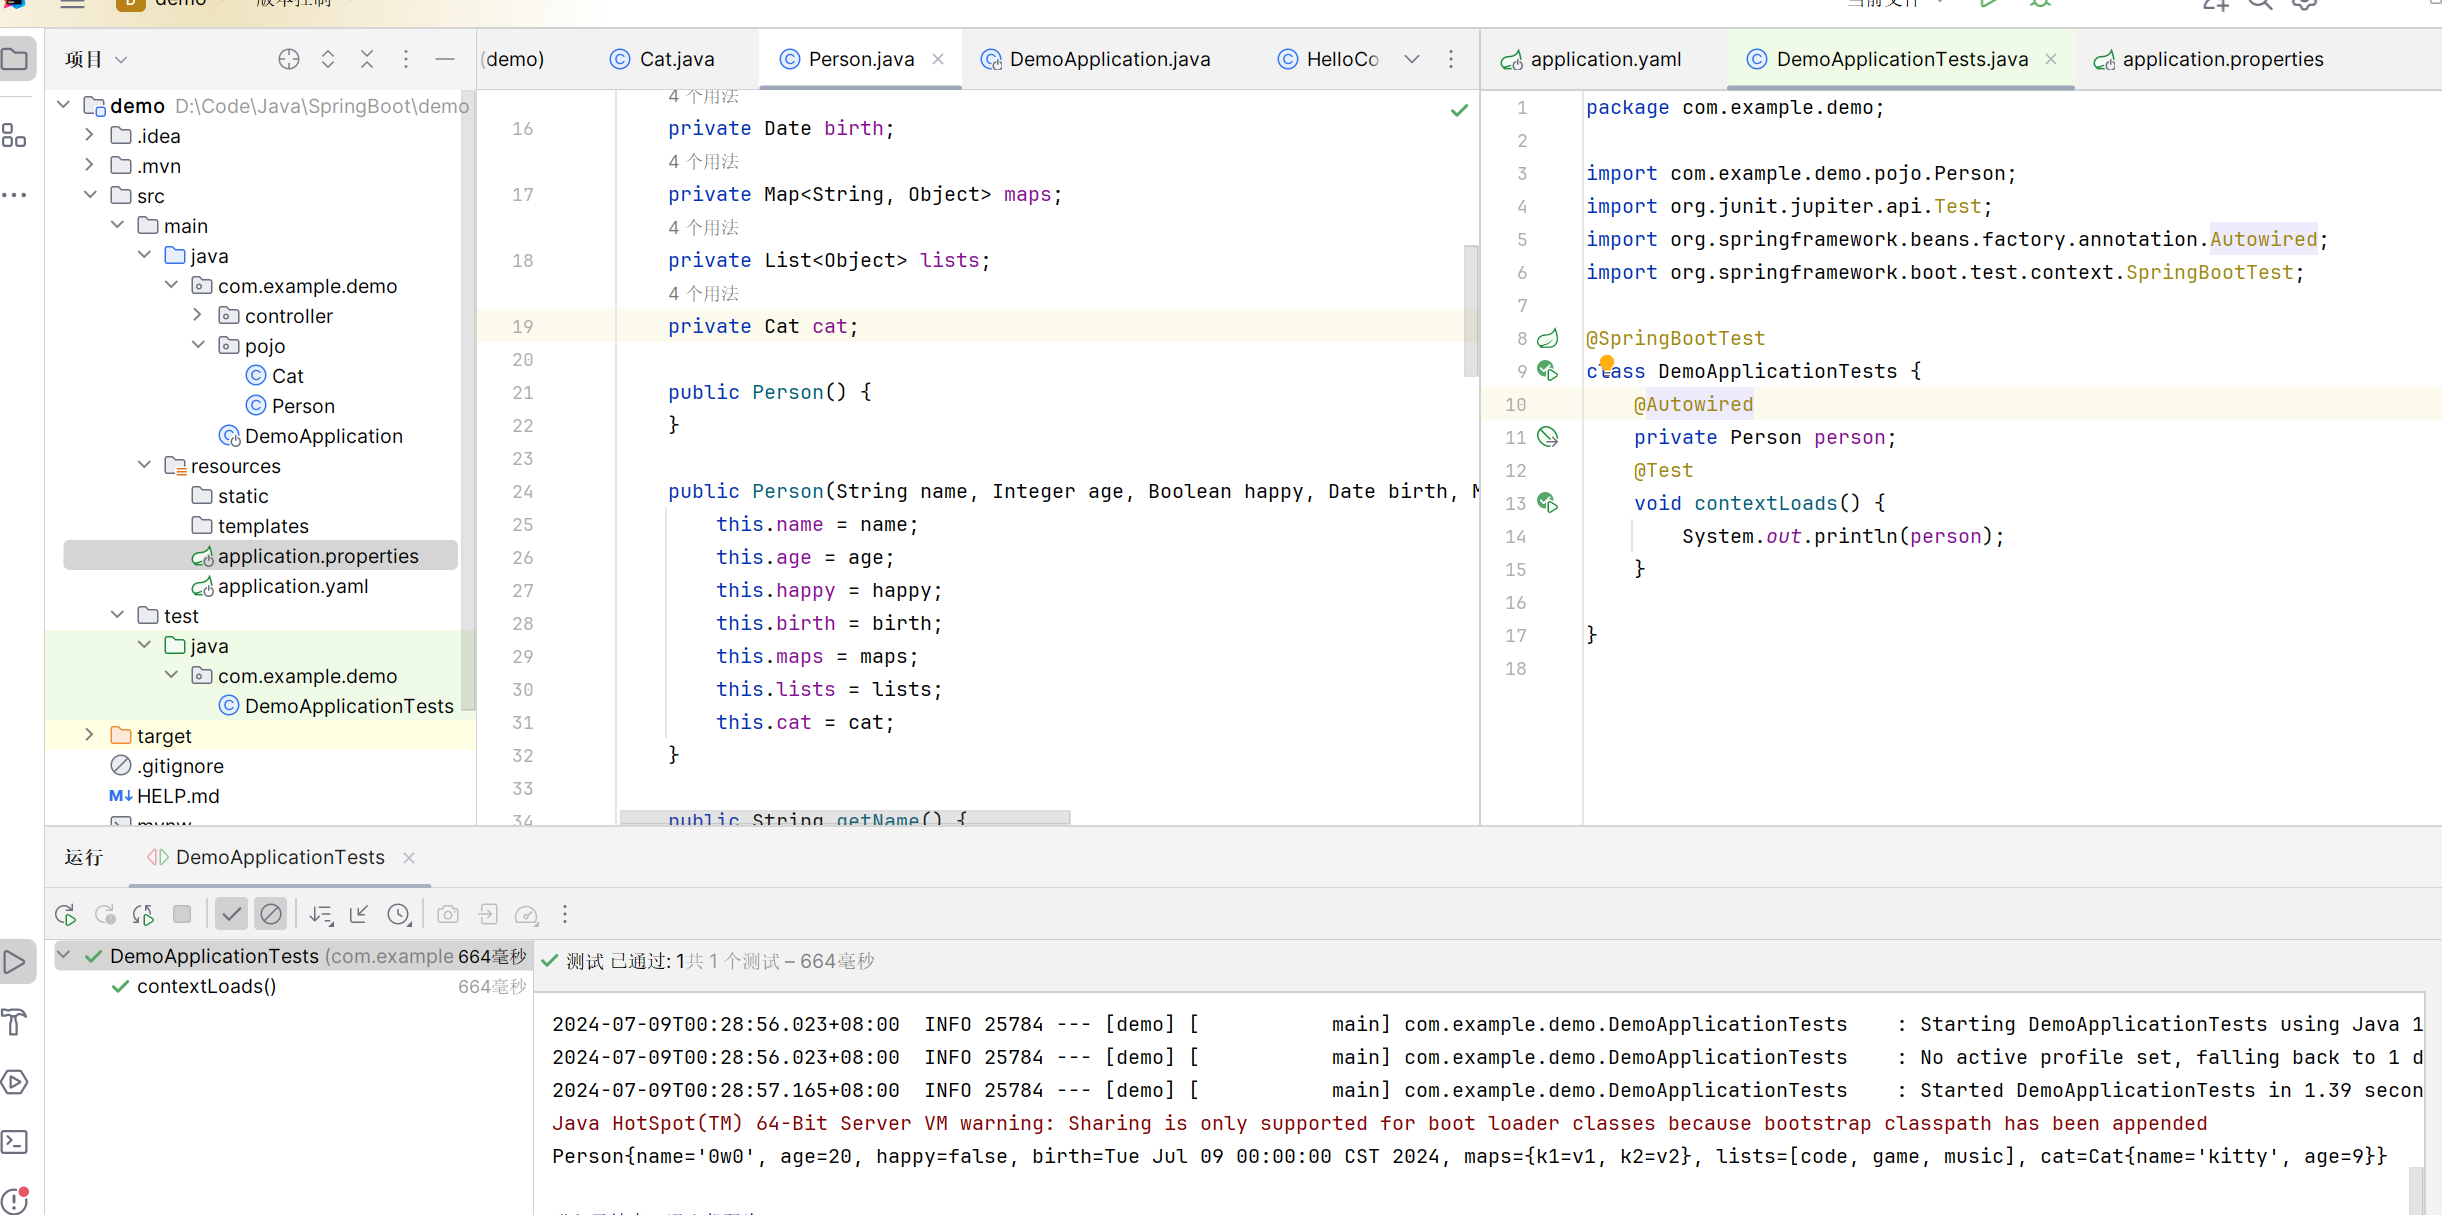 demo 版本控制 当前文件
项目
(demo) Cat.java Person.java DemoApplication.java HelloCo
application.yaml DemoApplicationTests.java application.properties
demo D:\Code\Java\SpringBoot\demo
.idea
.mvn
src
main
java
com.example.demo
controller
pojo
Cat
Person
DemoApplication
resources
static
templates
application.properties
application.yaml
test
java
com.example.demo
DemoApplicationTests
target
.gitignore
M↓ HELP.md
mvnw
4 个用法
16 private Date birth;
4 个用法
17 private Map<String, Object> maps;
4 个用法
18 private List<Object> lists;
4 个用法
19 private Cat cat;
20
21 public Person() {
22 }
23
24 public Person(String name, Integer age, Boolean happy, Date birth, M
25 this.name = name;
26 this.age = age;
27 this.happy = happy;
28 this.birth = birth;
29 this.maps = maps;
30 this.lists = lists;
31 this.cat = cat;
32 }
33
34 public String getName() {
1 package com.example.demo;
2
3 import com.example.demo.pojo.Person;
4 import org.junit.jupiter.api.Test;
5 import org.springframework.beans.factory.annotation.Autowired;
6 import org.springframework.boot.test.context.SpringBootTest;
7
8 @SpringBootTest
9 class DemoApplicationTests {
10 @Autowired
11 private Person person;
12 @Test
13 void contextLoads() {
14 System.out.println(person);
15 }
16
17 }
18
运行 DemoApplicationTests
DemoApplicationTests (com.example 664毫秒
contextLoads() 664毫秒
测试 已通过: 1共 1 个测试 – 664毫秒
2024-07-09T00:28:56.023+08:00 INFO 25784 --- [demo] [ main] com.example.demo.DemoApplicationTests : Starting DemoApplicationTests using Java 1
2024-07-09T00:28:56.023+08:00 INFO 25784 --- [demo] [ main] com.example.demo.DemoApplicationTests : No active profile set, falling back to 1 d
2024-07-09T00:28:57.165+08:00 INFO 25784 --- [demo] [ main] com.example.demo.DemoApplicationTests : Started DemoApplicationTests in 1.39 secon
Java HotSpot(TM) 64-Bit Server VM warning: Sharing is only supported for boot loader classes because bootstrap classpath has been appended
Person{name='0w0', age=20, happy=false, birth=Tue Jul 09 00:00:00 CST 2024, maps={k1=v1, k2=v2}, lists=[code, game, music], cat=Cat{name='kitty', age=9}}